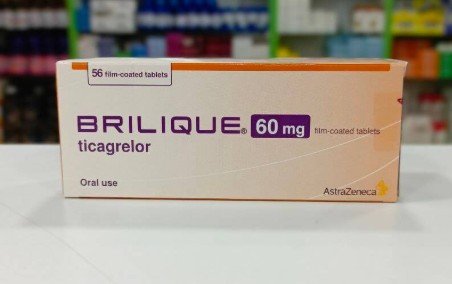 56 film-coated tablets
BRILIQUE® 60 mg film-coated tablets
ticagrelor
Oral use
AstraZeneca